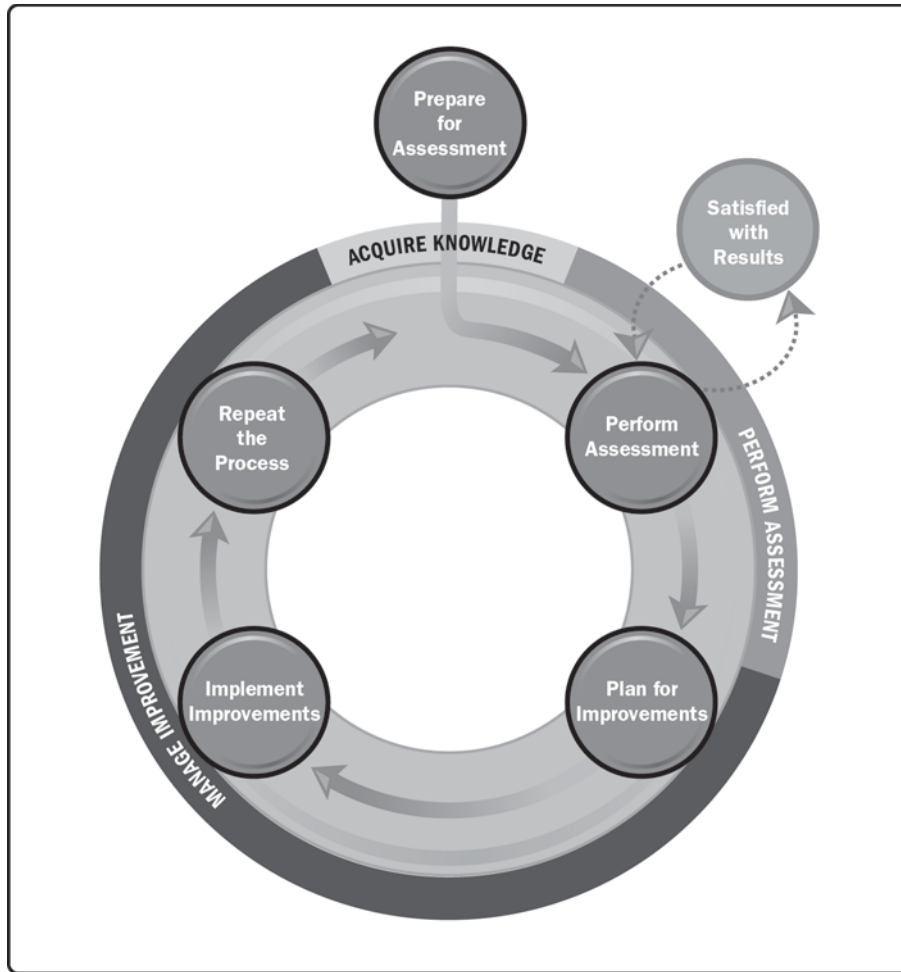 Prepare
for
Assessment
Satisfied
with
Results
ACQUIRE KNOWLEDGE
Repeat
the
Process
Perform
Assessment
PERFORM ASSESSMENT
Implement
Improvements
Plan for
Improvements
MANAGE IMPROVEMENT